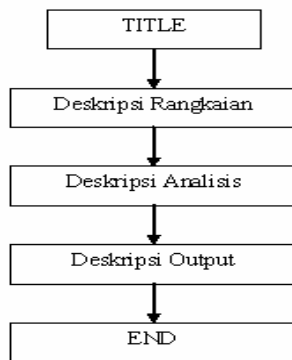 TITLE
Deskripsi Rangkaian
Deskripsi Analisis
Deskripsi Output
END